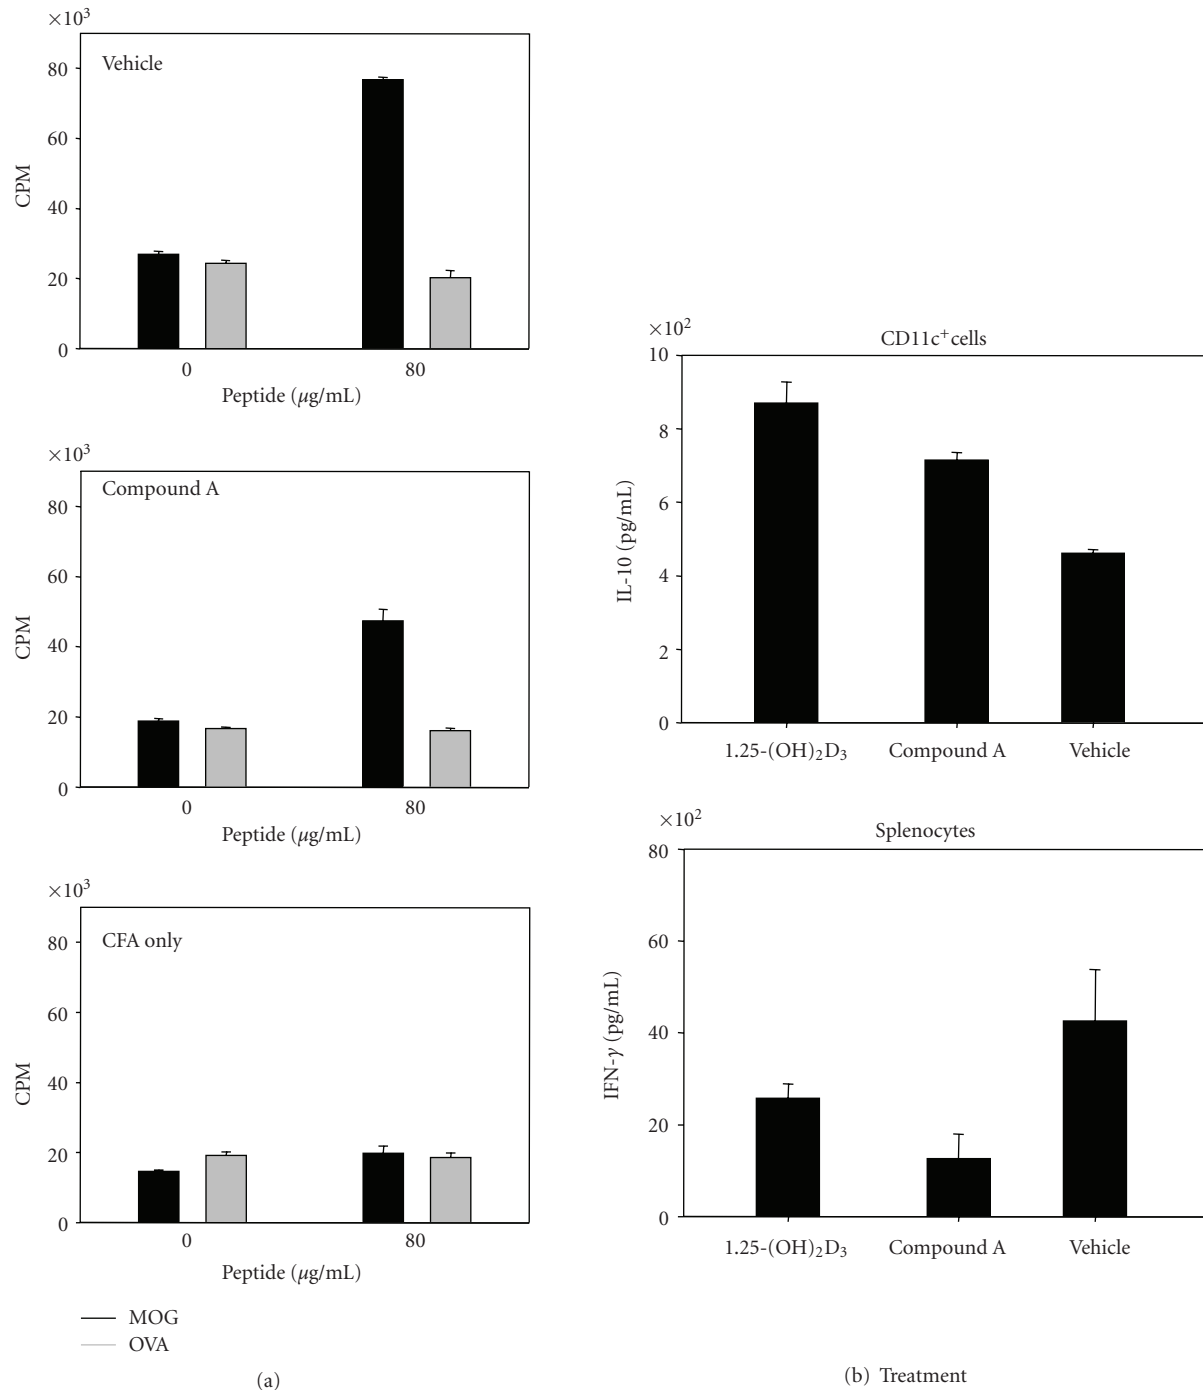 ×10³
Vehicle
80
60
40
20
0
CPM
0 80
Peptide (μg/mL)
×10³
Compound A
80
60
40
20
0
CPM
0 80
Peptide (μg/mL)
×10³
CFA only
80
60
40
20
0
CPM
0 80
Peptide (μg/mL)
MOG
OVA
(a)
×10²
CD11c⁺cells
10
8
6
4
2
0
IL-10 (pg/mL)
1.25-(OH)₂D₃ Compound A Vehicle
×10²
Splenocytes
80
60
40
20
0
IFN-γ (pg/mL)
1.25-(OH)₂D₃ Compound A Vehicle
(b) Treatment